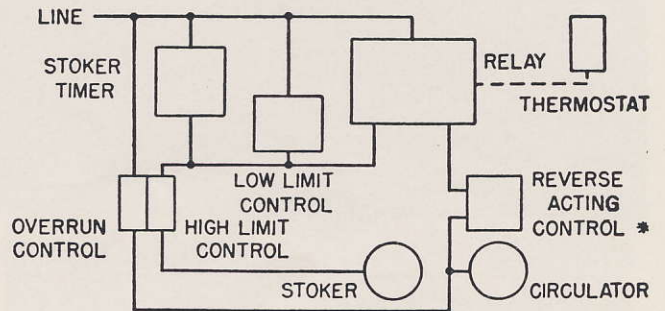 LINE
STOKER
TIMER
RELAY
THERMOSTAT
LOW LIMIT
CONTROL
REVERSE
ACTING
CONTROL *
OVERRUN
CONTROL
HIGH LIMIT
CONTROL
STOKER
CIRCULATOR